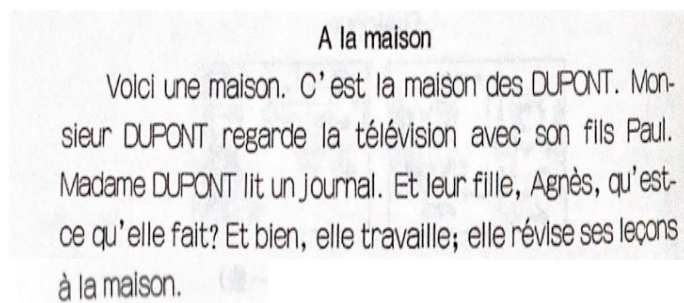 A la maison
Voici une maison. C'est la maison des DUPONT. Mon-
sieur DUPONT regarde la télévision avec son fils Paul.
Madame DUPONT lit un journal. Et leur fille, Agnès, qu'est-
ce qu'elle fait? Et bien, elle travaille; elle révise ses leçons
à la maison.